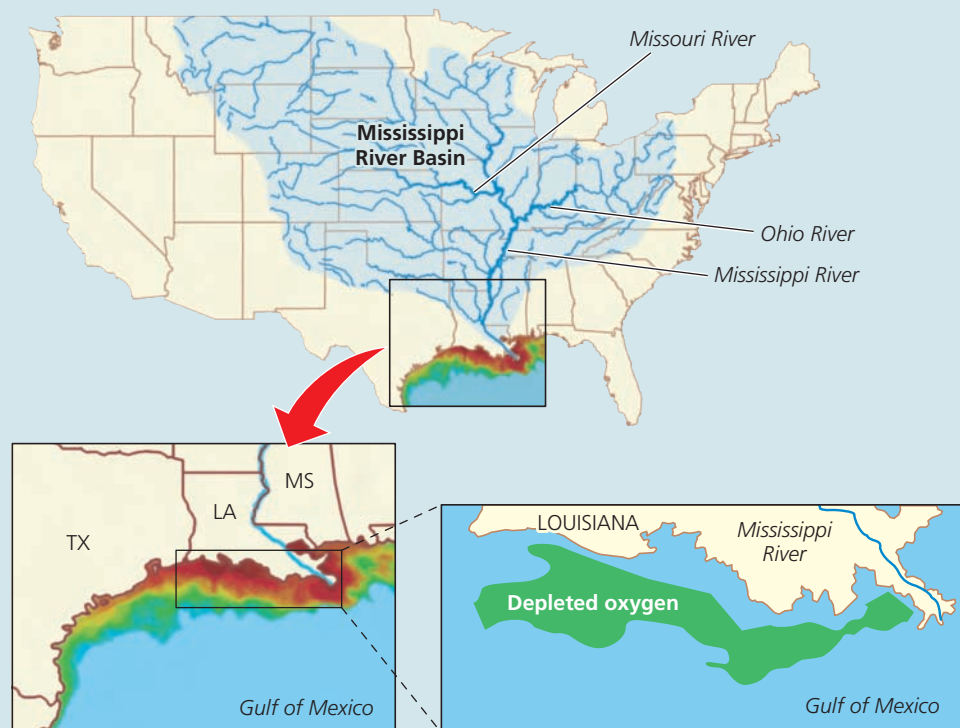 Missouri River
Mississippi
River Basin
Ohio River
Mississippi River
MS
LA
TX
Gulf of Mexico
LOUISIANA
Mississippi
River
Depleted oxygen
Gulf of Mexico